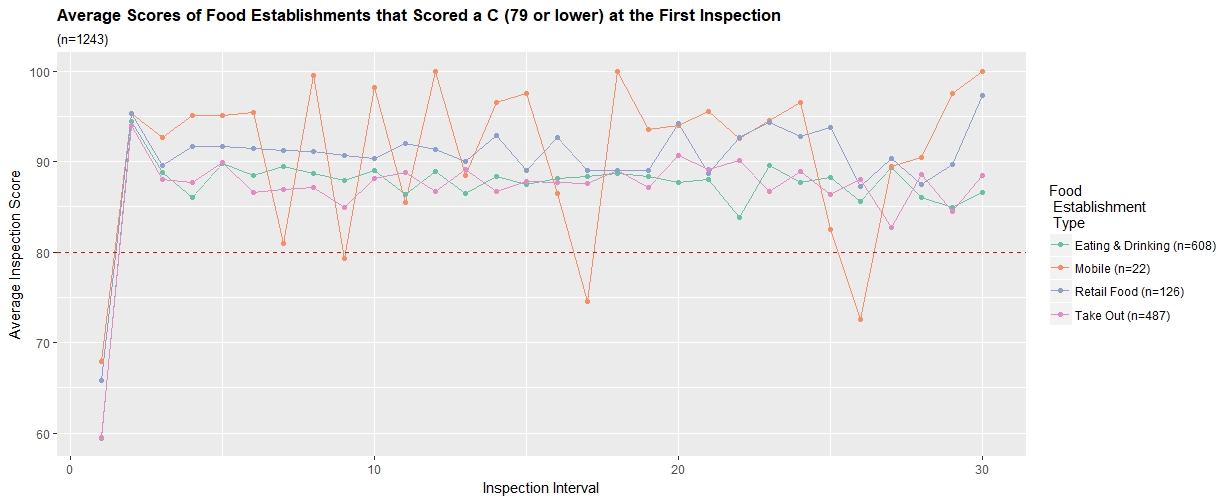 Average Scores of Food Establishments that Scored a C (79 or lower) at the First Inspection
(n=1243)
Average Inspection Score
100
90
80
70
60
0
10
20
30
Inspection Interval
Food
Establishment
Type
Eating & Drinking (n=608)
Mobile (n=22)
Retail Food (n=126)
Take Out (n=487)